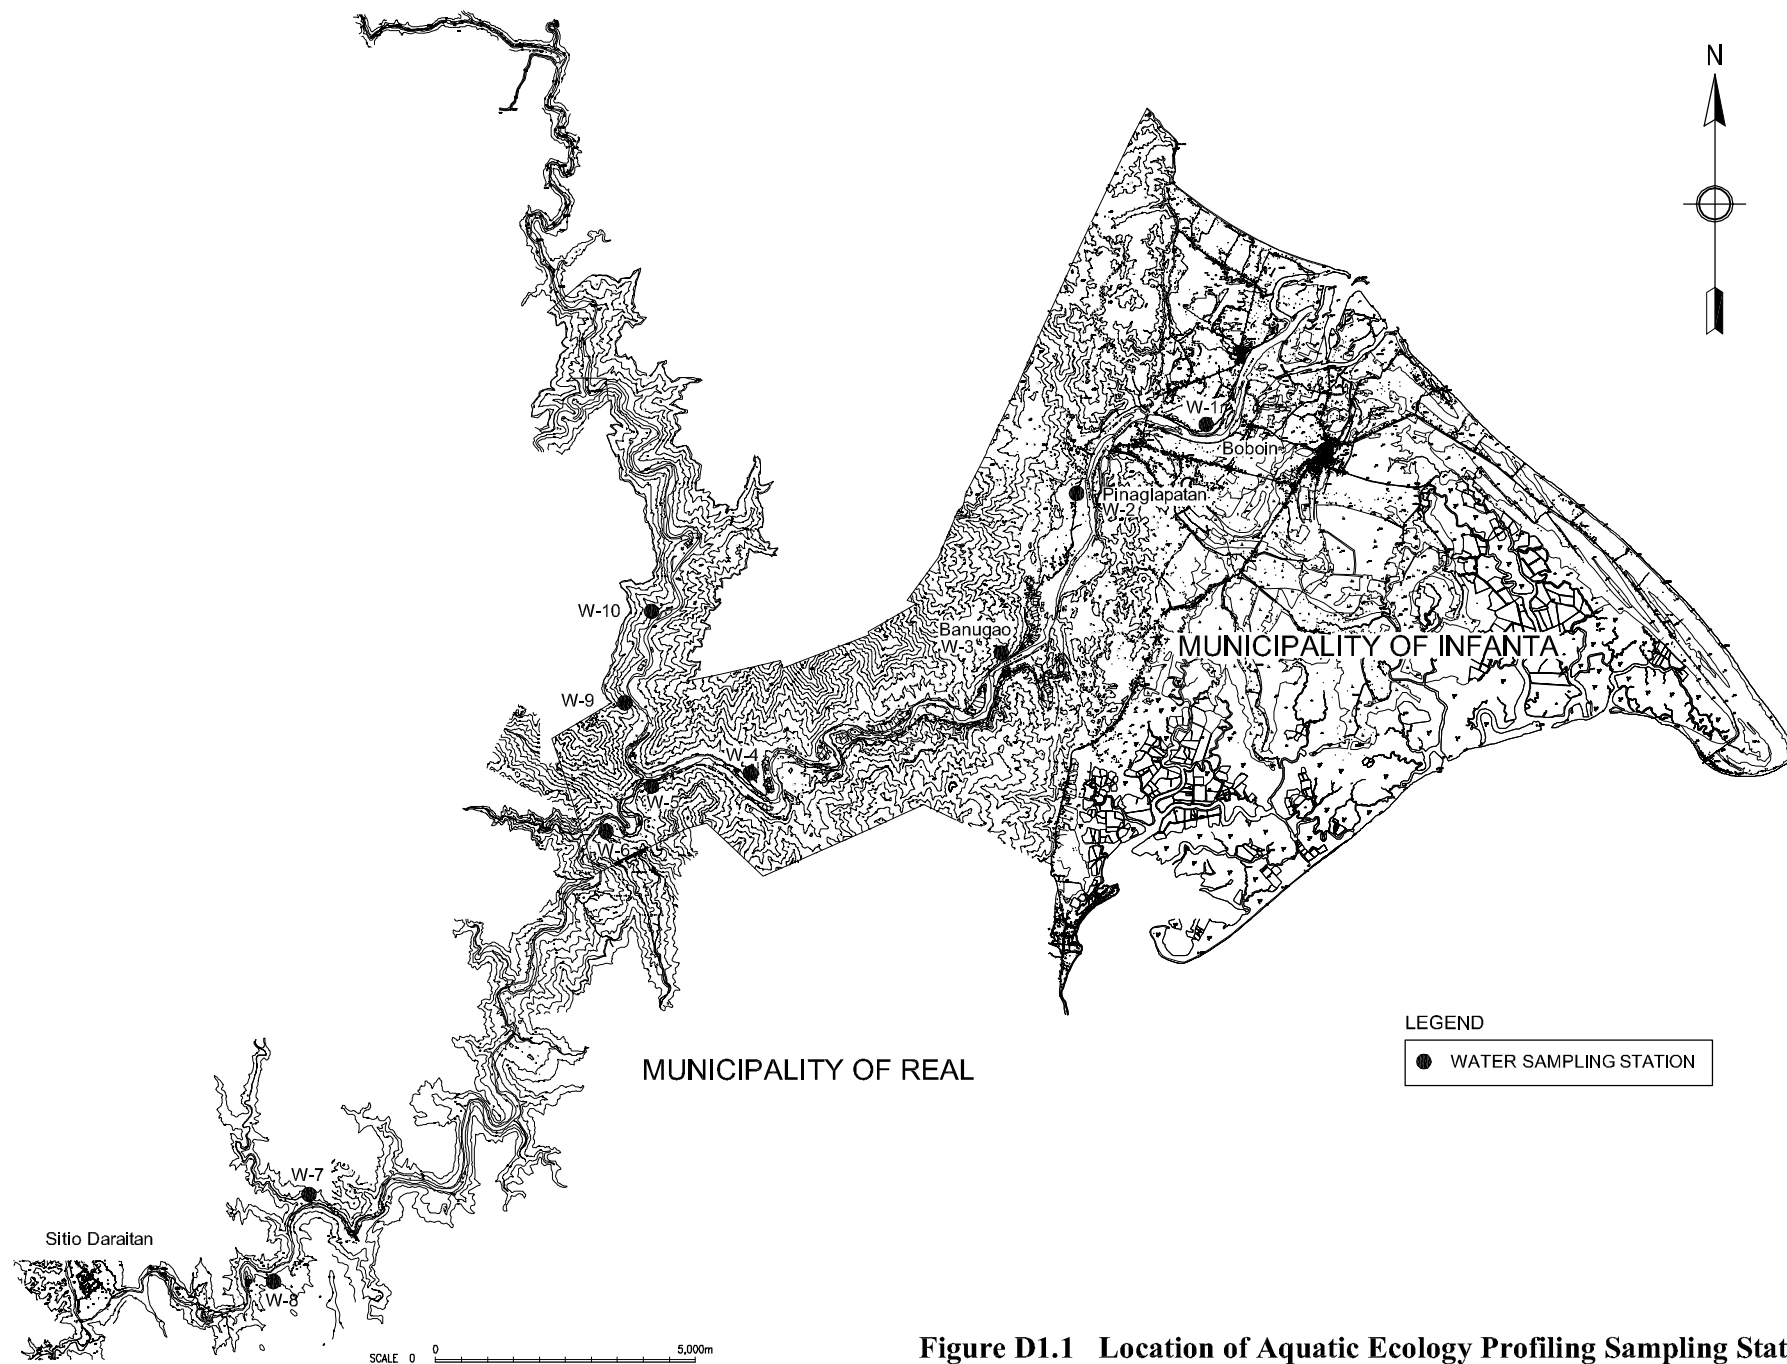 N
W-1
Boboin
Pinaglapatan
W-2
W-10
Banugao
W-3
MUNICIPALITY OF INFANTA
W-9
W-4
W-5
W-6
LEGEND
WATER SAMPLING STATION
MUNICIPALITY OF REAL
W-7
Sitio Daraitan
W-8
SCALE 0 0 5,000m
Figure D1.1 Location of Aquatic Ecology Profiling Sampling Stat